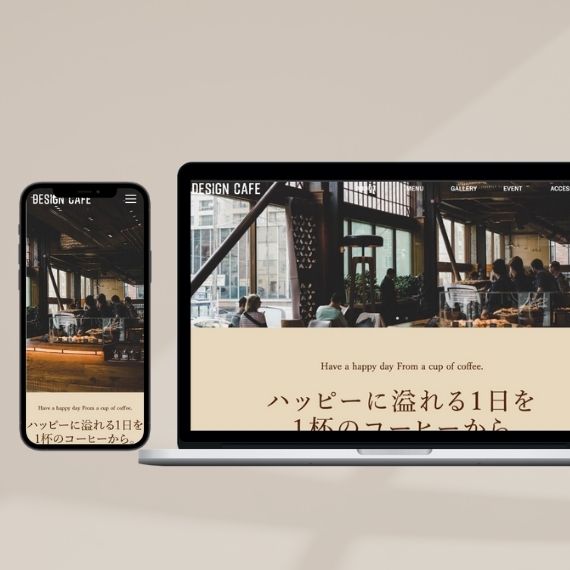 DESIGN CAFE
DESIGN CAFE
MENU
GALLERY
EVENT
Have a happy day From a cup of coffee.
ハッピーに溢れる1日を
1杯のコーヒーから
Have a happy day From a cup of coffee.
ハッピーに溢れる1日を
1杯のコーヒーから。